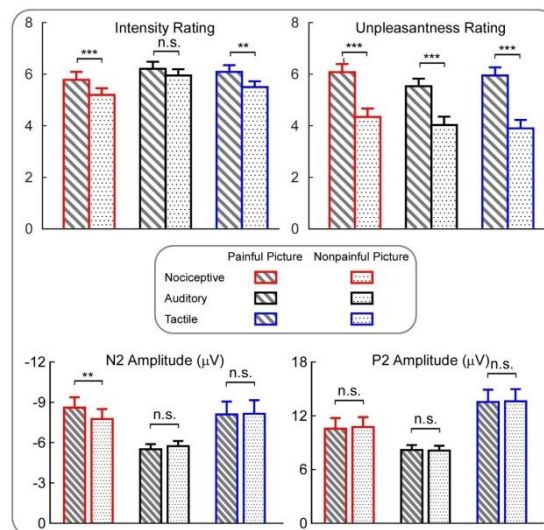 Intensity Rating
8
6
4
2
0
***
n.s.
**
Unpleasantness Rating
8
6
4
2
0
***
***
***
Painful Picture Nonpainful Picture
Nociceptive
Auditory
Tactile
N2 Amplitude (μV)
-12
-9
-6
-3
0
**
n.s.
n.s.
P2 Amplitude (μV)
18
12
6
0
n.s.
n.s.
n.s.